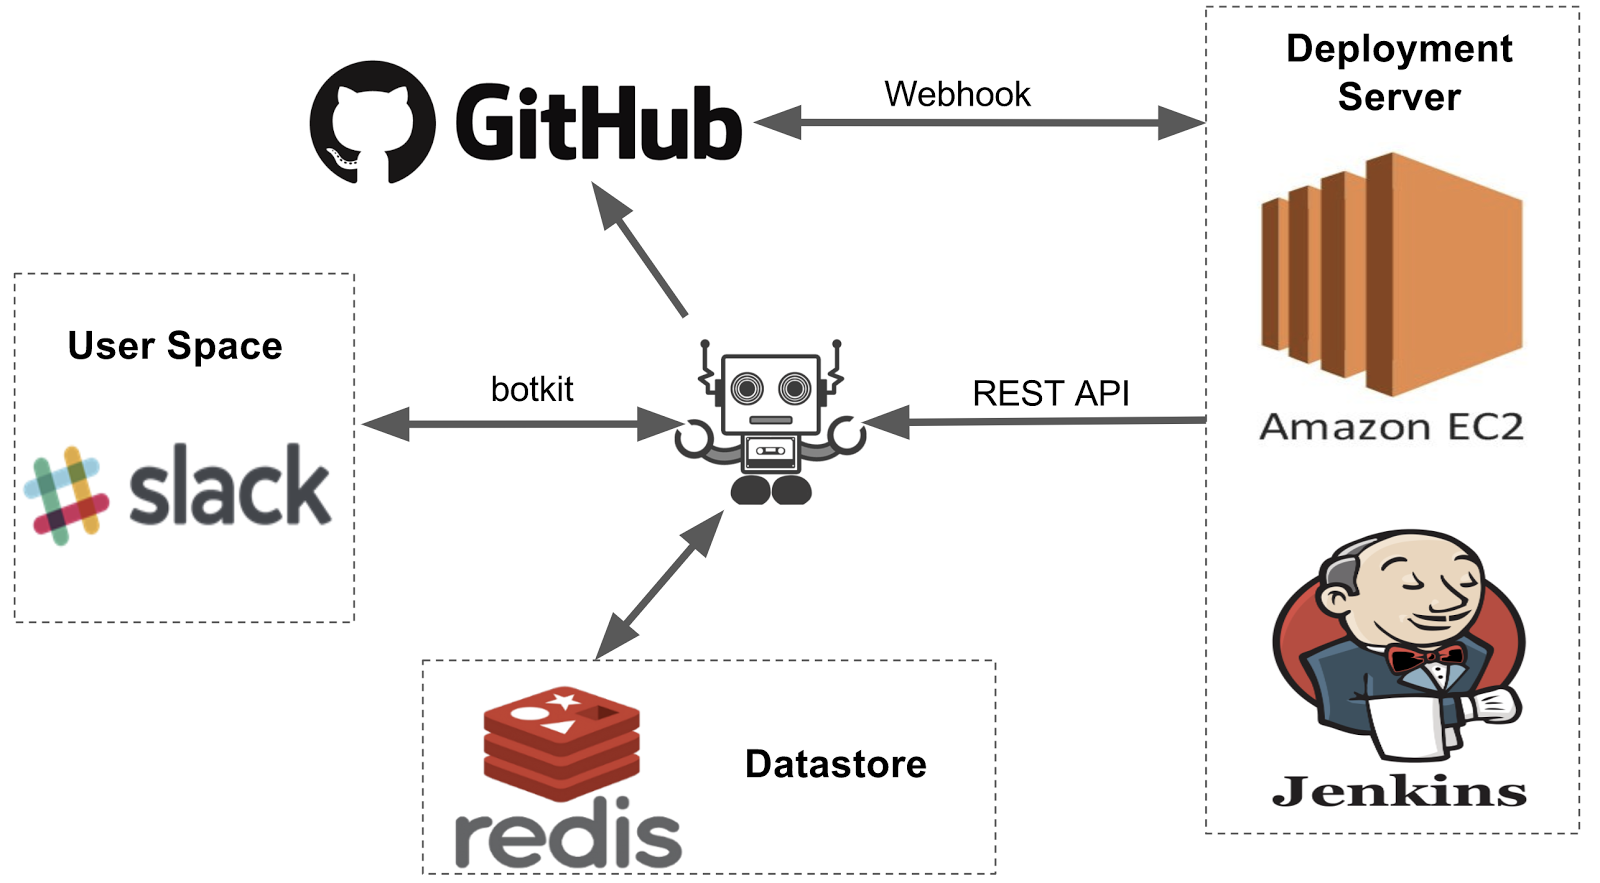 GitHub
Webhook
Deployment
Server
User Space
slack
botkit
REST API
Amazon EC2
redis
Datastore
Jenkins